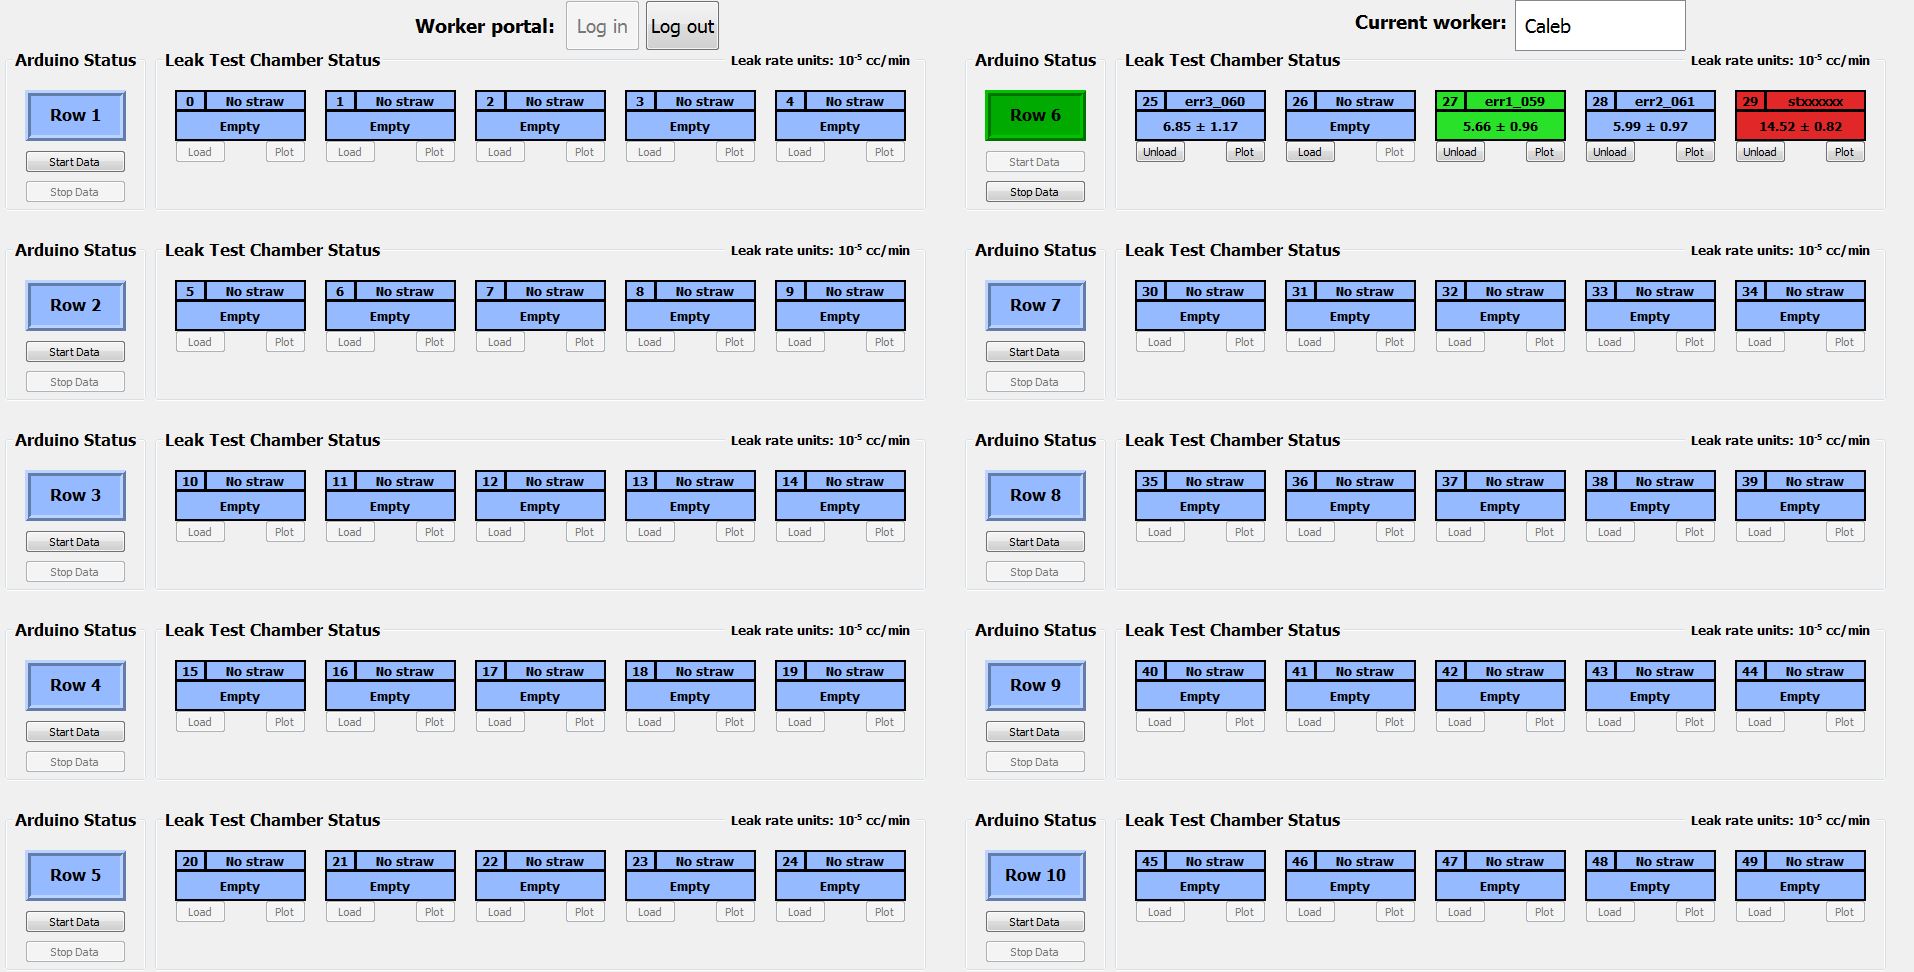 Worker portal: Log in Log out Current worker: Caleb
Arduino Status Leak Test Chamber Status Leak rate units: 10⁻⁵ cc/min
Row 1
0 No straw 1 No straw 2 No straw 3 No straw 4 No straw
Empty Empty Empty Empty Empty
Start Data Load Plot Load Plot Load Plot Load Plot Load Plot
Stop Data
Arduino Status Leak Test Chamber Status Leak rate units: 10⁻⁵ cc/min
Row 6
25 err3_060 26 No straw 27 err1_059 28 err2_061 29 stxxxxxx
6.85 ± 1.17 Empty 5.66 ± 0.96 5.99 ± 0.97 14.52 ± 0.82
Start Data Unload Plot Load Plot Unload Plot Unload Plot Unload Plot
Stop Data
Arduino Status Leak Test Chamber Status Leak rate units: 10⁻⁵ cc/min
Row 2
5 No straw 6 No straw 7 No straw 8 No straw 9 No straw
Empty Empty Empty Empty Empty
Start Data Load Plot Load Plot Load Plot Load Plot Load Plot
Stop Data
Arduino Status Leak Test Chamber Status Leak rate units: 10⁻⁵ cc/min
Row 7
30 No straw 31 No straw 32 No straw 33 No straw 34 No straw
Empty Empty Empty Empty Empty
Start Data Load Plot Load Plot Load Plot Load Plot Load Plot
Stop Data
Arduino Status Leak Test Chamber Status Leak rate units: 10⁻⁵ cc/min
Row 3
10 No straw 11 No straw 12 No straw 13 No straw 14 No straw
Empty Empty Empty Empty Empty
Start Data Load Plot Load Plot Load Plot Load Plot Load Plot
Stop Data
Arduino Status Leak Test Chamber Status Leak rate units: 10⁻⁵ cc/min
Row 8
35 No straw 36 No straw 37 No straw 38 No straw 39 No straw
Empty Empty Empty Empty Empty
Start Data Load Plot Load Plot Load Plot Load Plot Load Plot
Stop Data
Arduino Status Leak Test Chamber Status Leak rate units: 10⁻⁵ cc/min
Row 4
15 No straw 16 No straw 17 No straw 18 No straw 19 No straw
Empty Empty Empty Empty Empty
Start Data Load Plot Load Plot Load Plot Load Plot Load Plot
Stop Data
Arduino Status Leak Test Chamber Status Leak rate units: 10⁻⁵ cc/min
Row 9
40 No straw 41 No straw 42 No straw 43 No straw 44 No straw
Empty Empty Empty Empty Empty
Start Data Load Plot Load Plot Load Plot Load Plot Load Plot
Stop Data
Arduino Status Leak Test Chamber Status Leak rate units: 10⁻⁵ cc/min
Row 5
20 No straw 21 No straw 22 No straw 23 No straw 24 No straw
Empty Empty Empty Empty Empty
Start Data Load Plot Load Plot Load Plot Load Plot Load Plot
Stop Data
Arduino Status Leak Test Chamber Status Leak rate units: 10⁻⁵ cc/min
Row 10
45 No straw 46 No straw 47 No straw 48 No straw 49 No straw
Empty Empty Empty Empty Empty
Start Data Load Plot Load Plot Load Plot Load Plot Load Plot
Stop Data